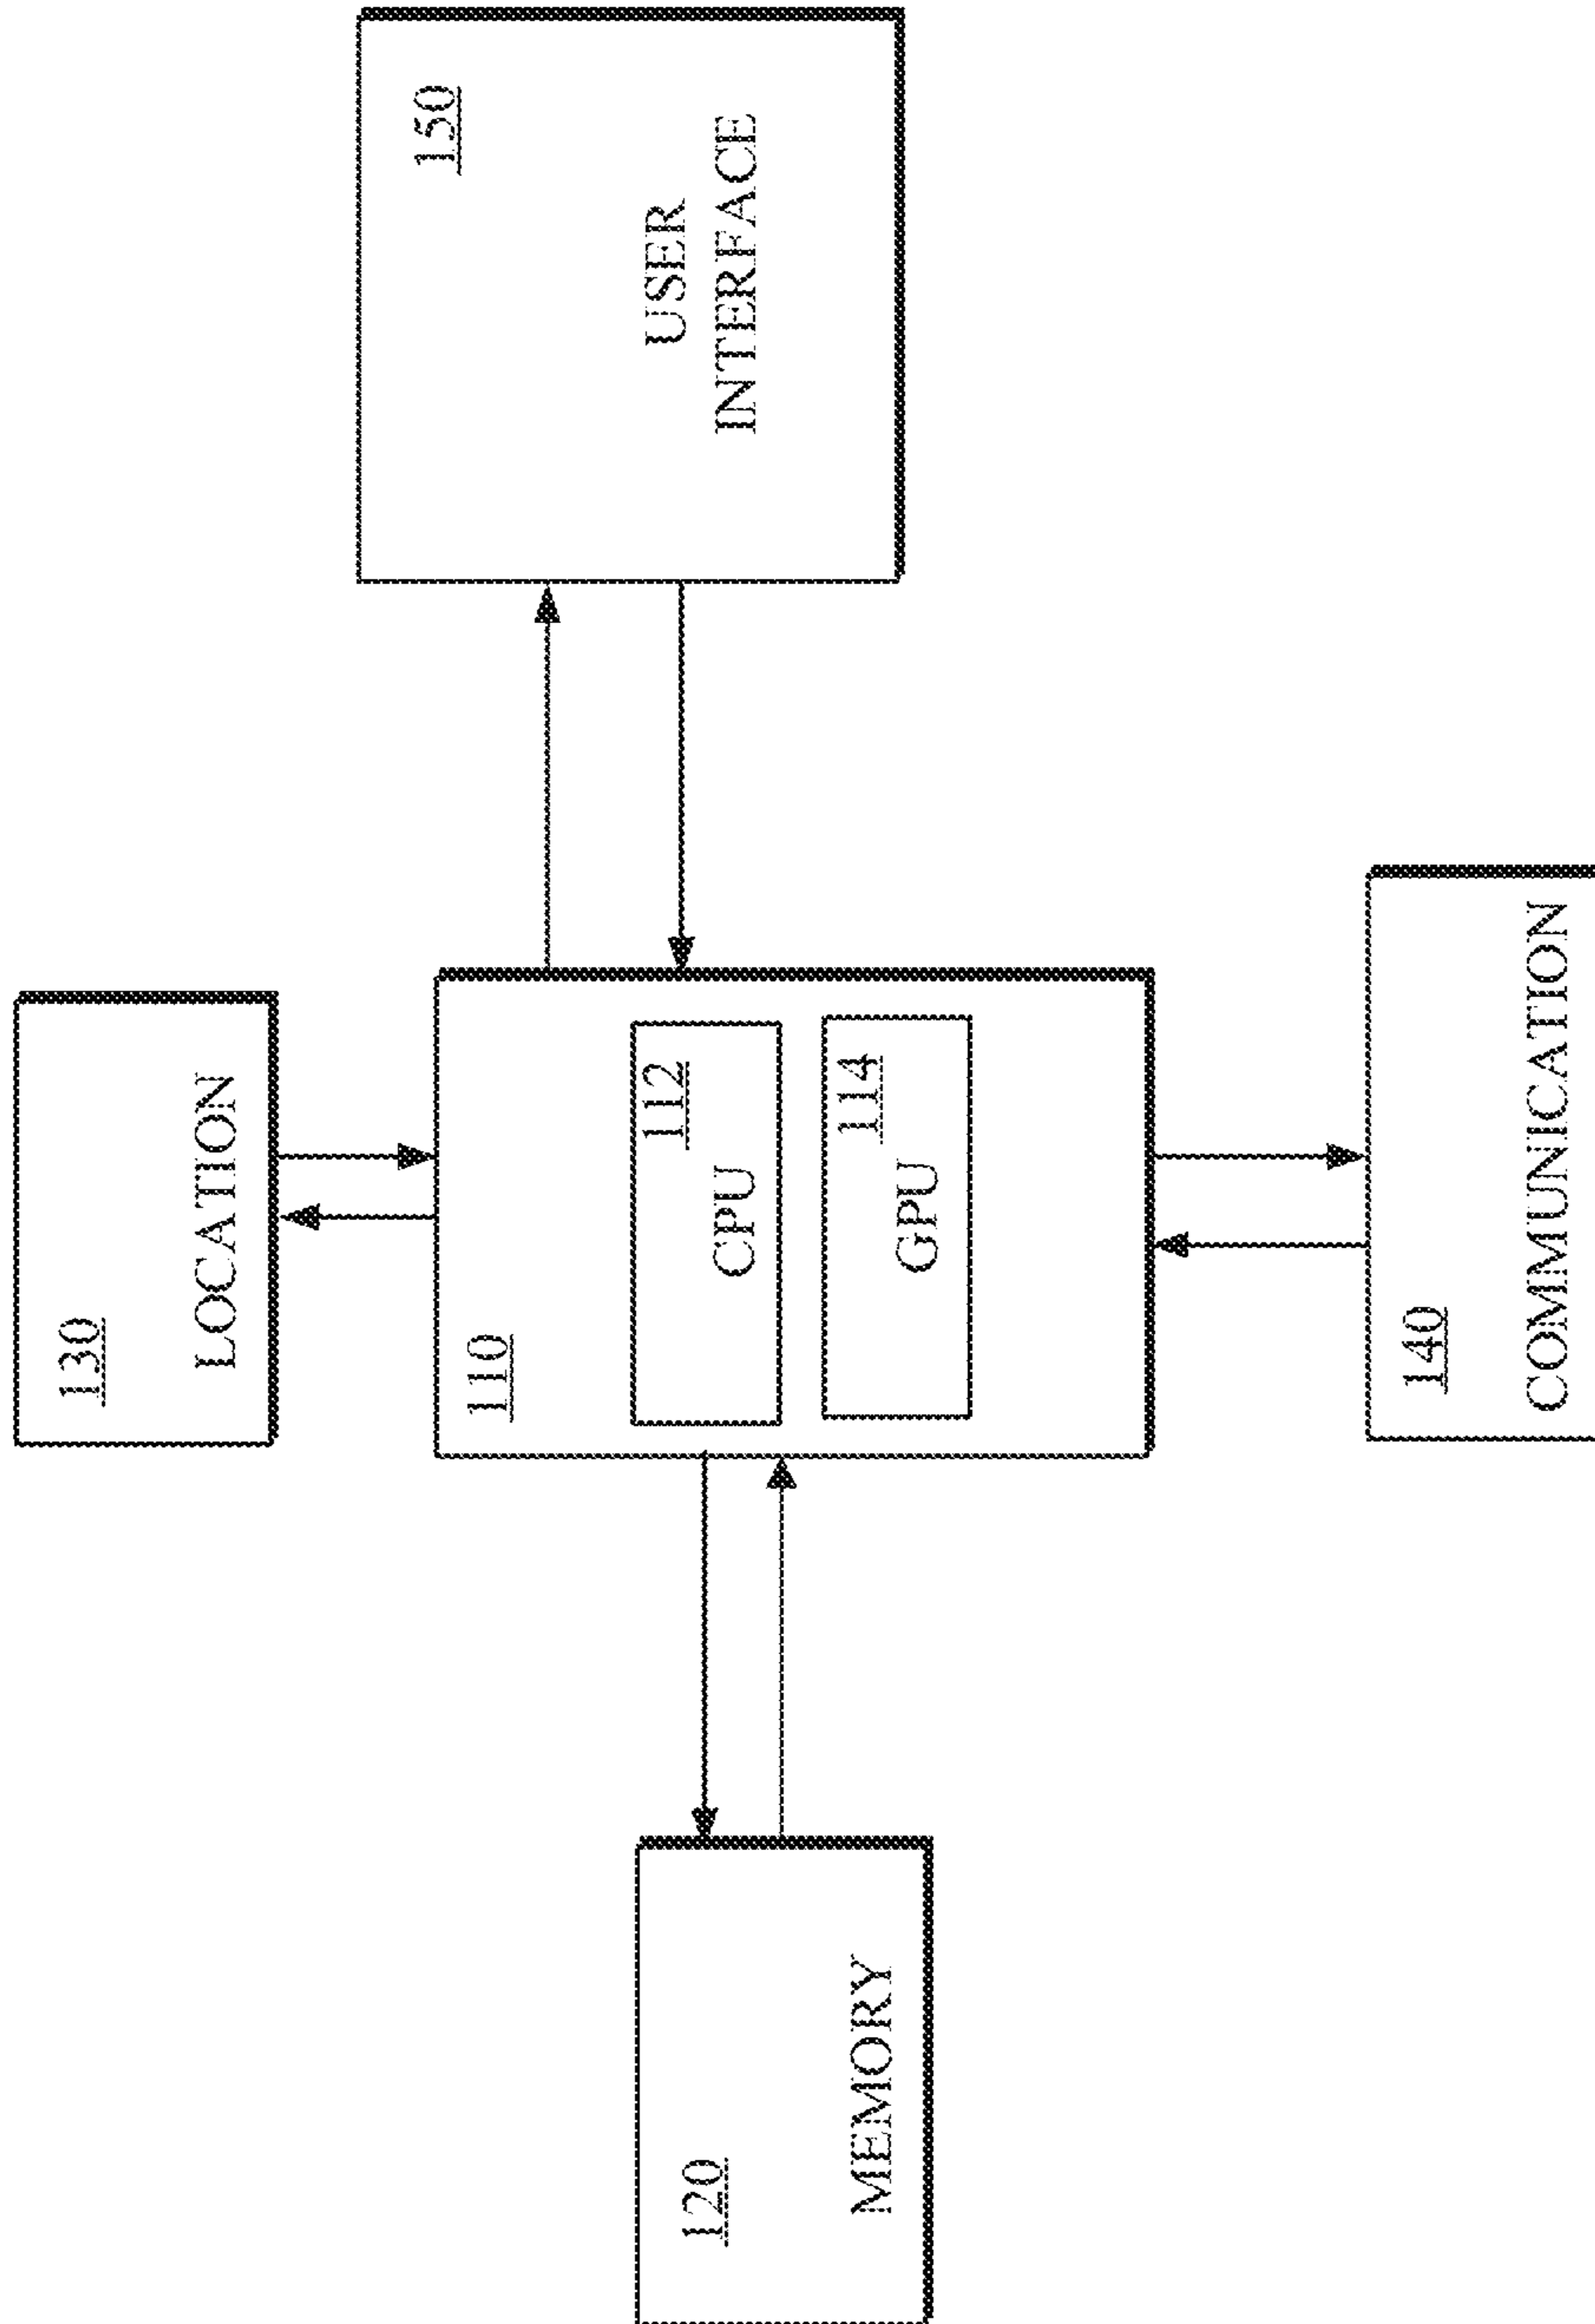 130
LOCATION
120
MEMORY
110
112
CPU
114
GPU
150
USER
INTERFACE
140
COMMUNICATION